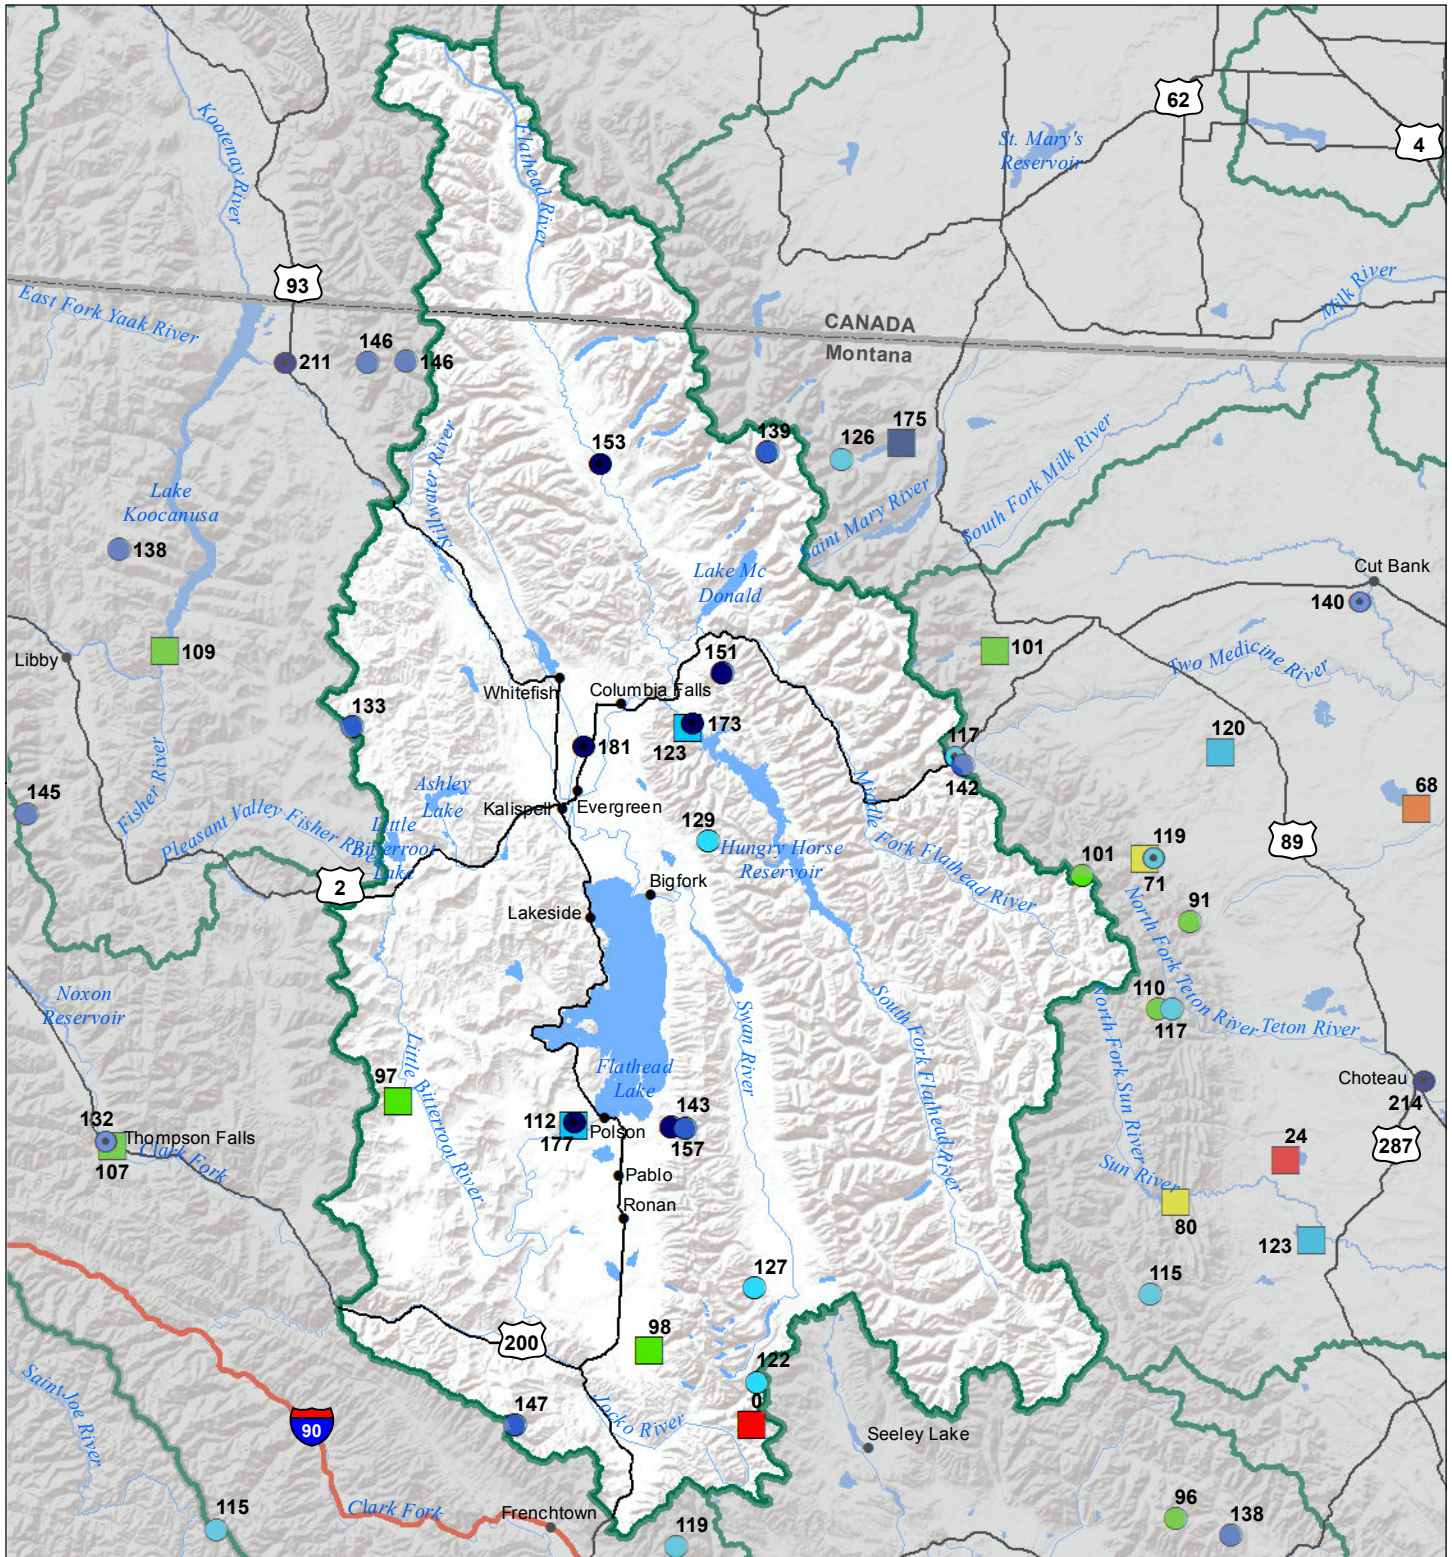 62
4
Kootenay River
Flathead River
St. Mary's
Reservoir
93
East Fork Yaak River
Milk River
CANADA
Montana
211
146
146
153
139
126
175
Stillwater River
South Fork Milk River
Saint Mary River
Lake
Koocanusa
138
Lake Mc
Donald
Cut Bank
140
Libby
109
101
Two Medicine River
151
Whitefish
Columbia Falls
133
173
123
181
117
142
120
68
145
Fisher River
Pleasant Valley Fisher River
Ashley
Lake
Little
Bitterroot
Lake
Kalispell
Evergreen
129
Hungry Horse
Reservoir
Middle Fork Flathead River
89
119
71
101
2
Bigfork
Lakeside
91
North Fork Teton River
Noxon
Reservoir
110
117
Teton River
North Fork Sun River
Swan River
South Fork Flathead River
Little Bitterroot River
97
Flathead
Lake
Choteau
214
132
Thompson Falls
107
Clark Fork
112
177
Polson
143
157
287
24
Pablo
Sun River
80
Ronan
123
127
115
98
200
122
0
147
Jocko River
Saint Joe River
90
Seeley Lake
Clark Fork
Frenchtown
115
119
96
138